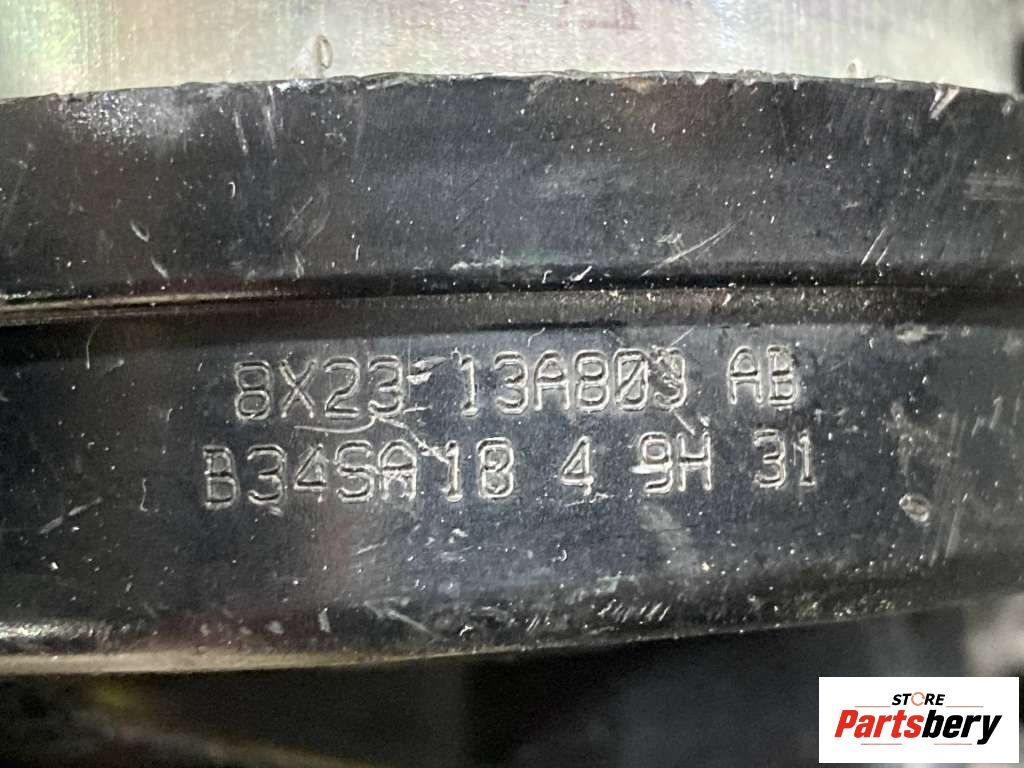 8X23-13A803 AB
B34SA18 4 9H 31
STORE
Partsbery